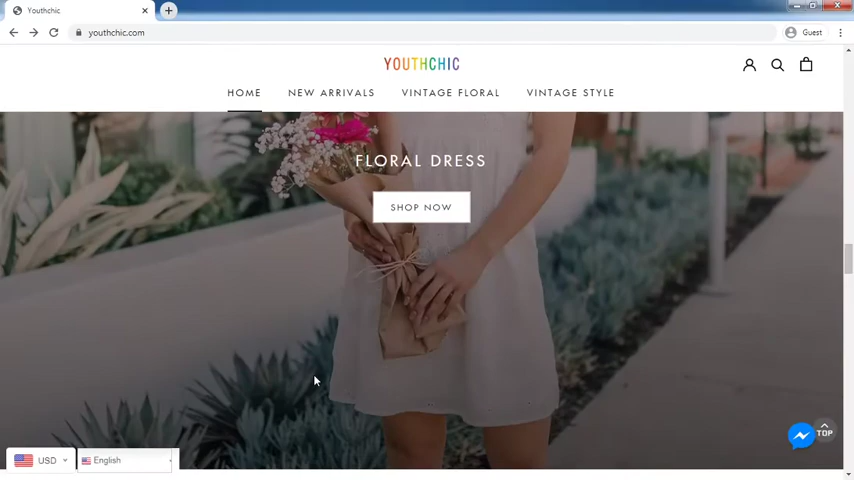 Youthchic
youthchic.com
Guest
YOUTHCHIC
HOME NEW ARRIVALS VINTAGE FLORAL VINTAGE STYLE
FLORAL DRESS
SHOP NOW
TOP
USD English